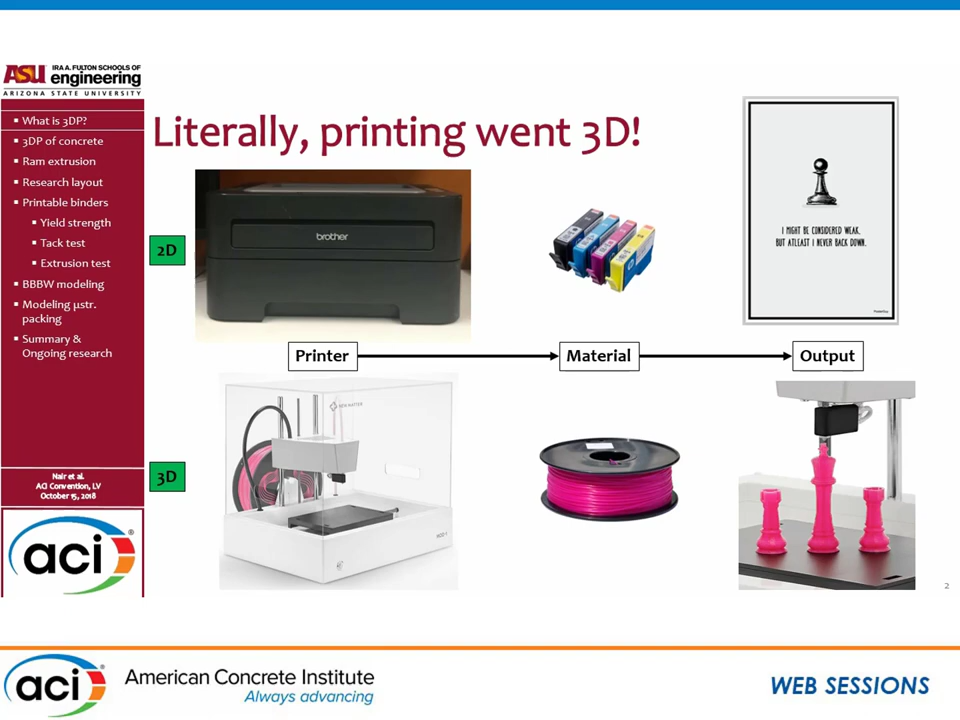 ASU IRA A. FULTON SCHOOLS OF
engineering
ARIZONA STATE UNIVERSITY
What is 3DP?
3DP of concrete
Ram extrusion
Research layout
Printable binders
Yield strength
Tack test
Extrusion test
BBBW modeling
Modeling µstr.
packing
Summary &
Ongoing research
Nair et al.
ACI Convention, LV
October 15, 2018
aci®
Literally, printing went 3D!
2D
brother
I MIGHT BE CONSIDERED WEAK,
BUT ATLEAST I NEVER BACK DOWN.
Printer
Material
Output
3D
NEW MATTER
2
aci®
American Concrete Institute
Always advancing
WEB SESSIONS